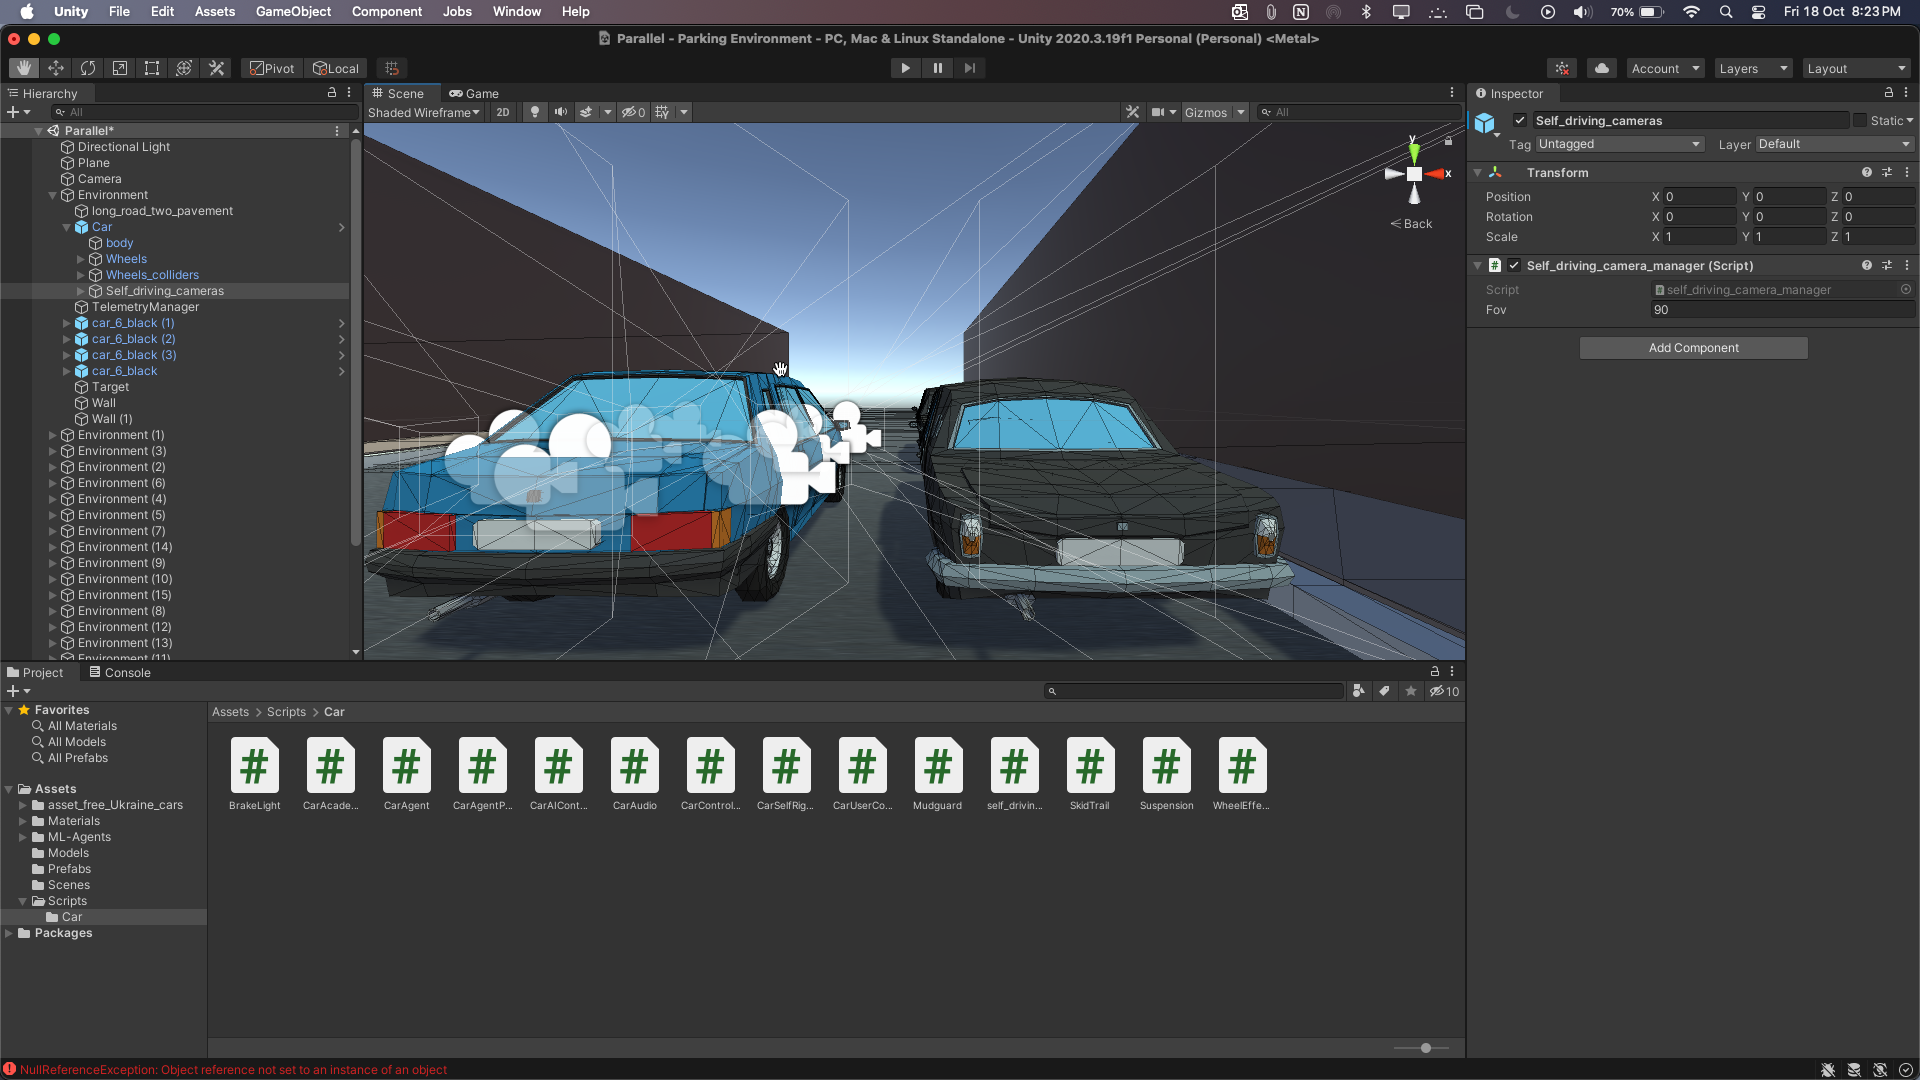 Unity File Edit Assets GameObject Component Jobs Window Help 70% Fri 18 Oct 8:23 PM
Parallel - Parking Environment - PC, Mac & Linux Standalone - Unity 2020.3.19f1 Personal (Personal) <Metal>
Pivot Local Account Layers Layout
Hierarchy
All
Parallel*
Directional Light
Plane
Camera
Environment
long_road_two_pavement
Car
body
Wheels
Wheels_colliders
Self_driving_cameras
TelemetryManager
car_6_black (1)
car_6_black (2)
car_6_black (3)
car_6_black
Target
Wall
Wall (1)
Environment (1)
Environment (3)
Environment (2)
Environment (6)
Environment (4)
Environment (5)
Environment (7)
Environment (14)
Environment (9)
Environment (10)
Environment (15)
Environment (8)
Environment (12)
Environment (13)
Environment (11)
Scene Game
Shaded Wireframe 2D 0 Gizmos All
y
x
Back
Inspector
Self_driving_cameras Static
Tag Untagged Layer Default
Transform
Position X 0 Y 0 Z 0
Rotation X 0 Y 0 Z 0
Scale X 1 Y 1 Z 1
Self_driving_camera_manager (Script)
Script self_driving_camera_manager
Fov 90
Add Component
Project Console
10
Favorites
All Materials
All Models
All Prefabs
Assets
asset_free_Ukraine_cars
Materials
ML-Agents
Models
Prefabs
Scenes
Scripts
Car
Packages
Assets > Scripts > Car
BrakeLight CarAcade... CarAgent CarAgentP... CarAICont... CarAudio CarControl... CarSelfRig... CarUserCo... Mudguard self_drivin... SkidTrail Suspension WheelEffe...
NullReferenceException: Object reference not set to an instance of an object